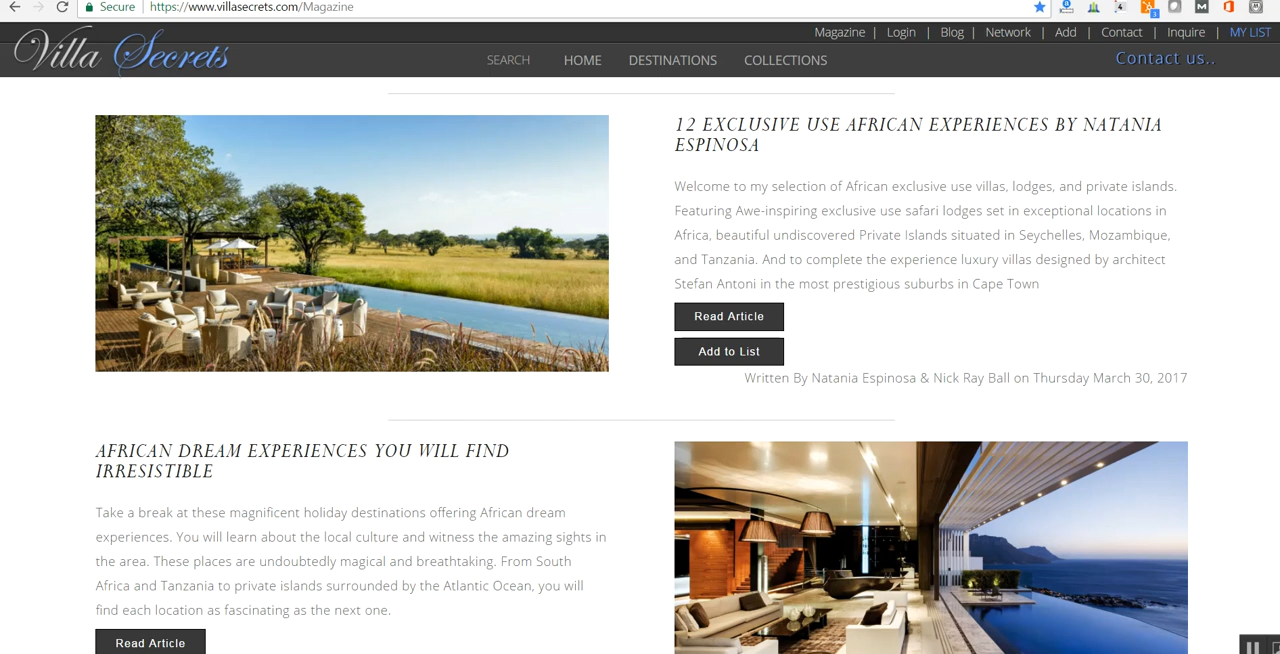 Secure
https://www.villasecrets.com/Magazine
Villa Secrets
Magazine | Login | Blog | Network | Add | Contact | Inquire | MY LIST
SEARCH HOME DESTINATIONS COLLECTIONS
Contact us..
12 EXCLUSIVE USE AFRICAN EXPERIENCES BY NATANIA
ESPINOSA
Welcome to my selection of African exclusive use villas, lodges, and private islands.
Featuring Awe-inspiring exclusive use safari lodges set in exceptional locations in
Africa, beautiful undiscovered Private Islands situated in Seychelles, Mozambique,
and Tanzania. And to complete the experience luxury villas designed by architect
Stefan Antoni in the most prestigious suburbs in Cape Town
Read Article
Add to List
Written By Natania Espinosa & Nick Ray Ball on Thursday March 30, 2017
AFRICAN DREAM EXPERIENCES YOU WILL FIND
IRRESISTIBLE
Take a break at these magnificent holiday destinations offering African dream
experiences. You will learn about the local culture and witness the amazing sights in
the area. These places are undoubtedly magical and breathtaking. From South
Africa and Tanzania to private islands surrounded by the Atlantic Ocean, you will
find each location as fascinating as the next one.
Read Article